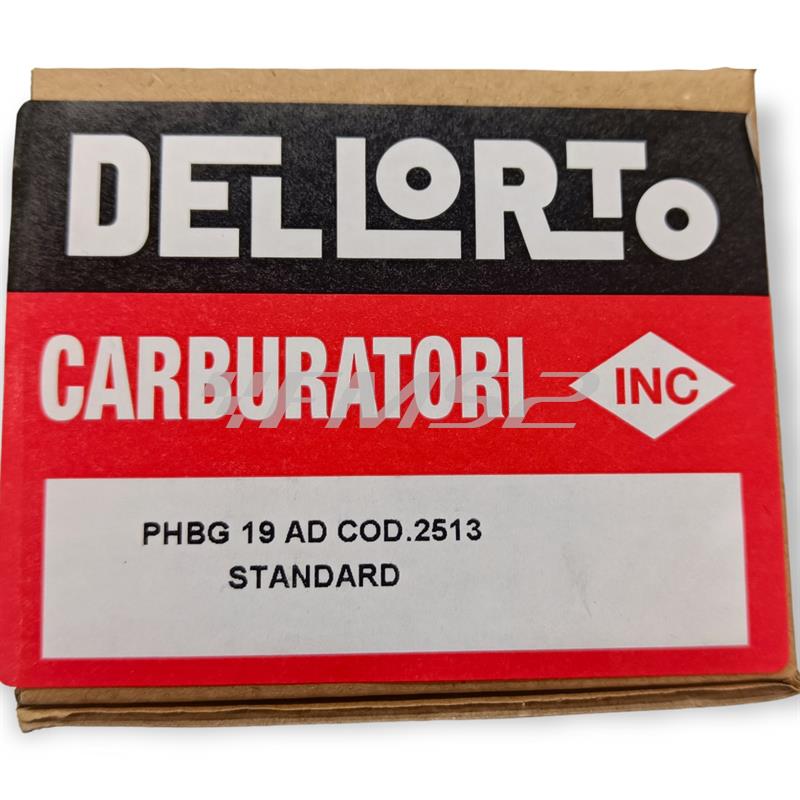 DELLORTO
CARBURATORI INC
PHBG 19 AD COD.2513
STANDARD